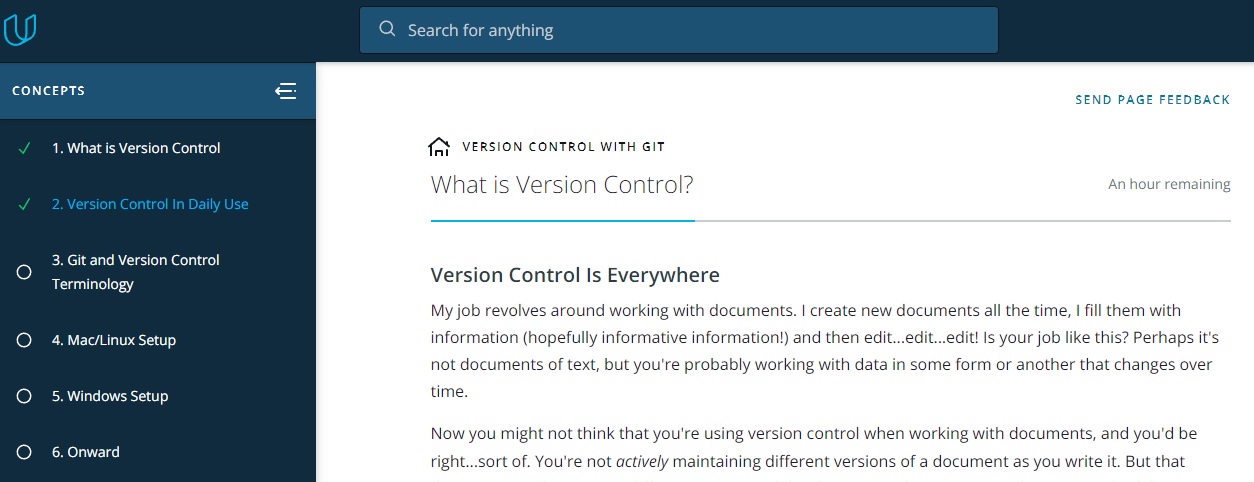 Search for anything
CONCEPTS
SEND PAGE FEEDBACK
1. What is Version Control
2. Version Control In Daily Use
3. Git and Version Control
Terminology
4. Mac/Linux Setup
5. Windows Setup
6. Onward
VERSION CONTROL WITH GIT
What is Version Control?
An hour remaining
Version Control Is Everywhere
My job revolves around working with documents. I create new documents all the time, I fill them with
information (hopefully informative information!) and then edit...edit...edit! Is your job like this? Perhaps it's
not documents of text, but you're probably working with data in some form or another that changes over
time.
Now you might not think that you're using version control when working with documents, and you'd be
right...sort of. You're not actively maintaining different versions of a document as you write it. But that